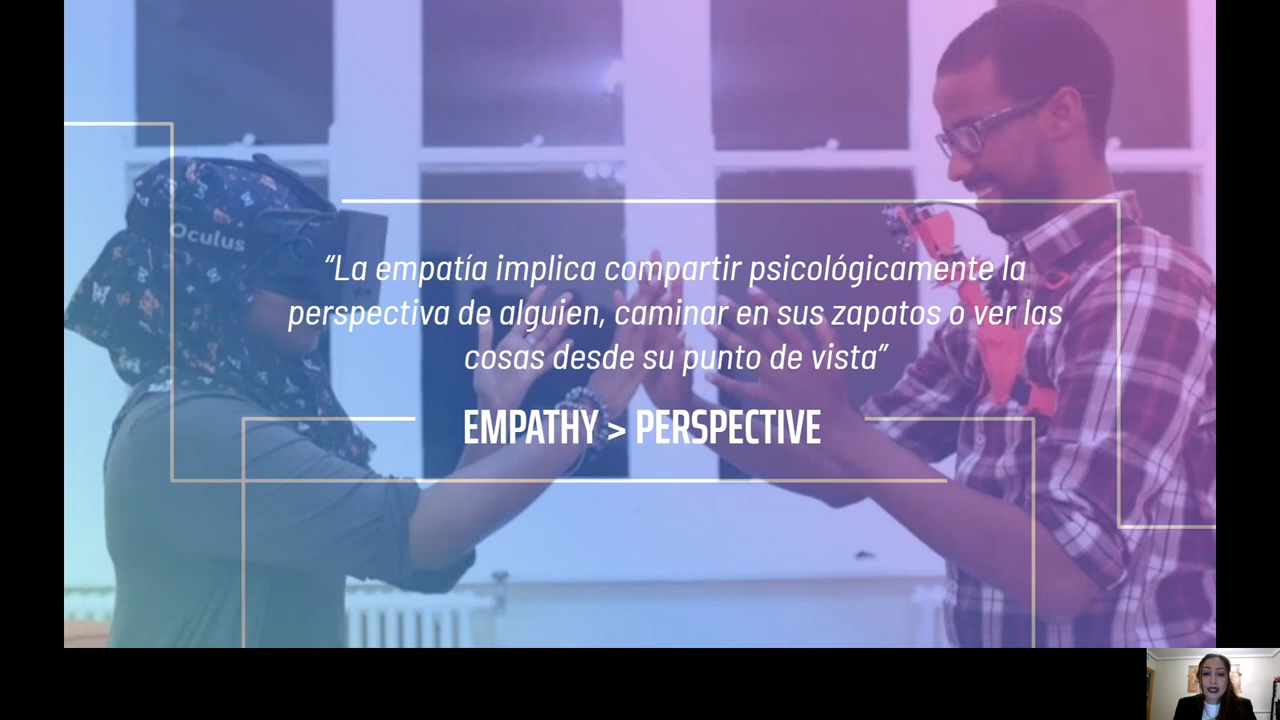 Oculus
“La empatía implica compartir psicológicamente la
perspectiva de alguien, caminar en sus zapatos o ver las
cosas desde su punto de vista”
EMPATHY > PERSPECTIVE